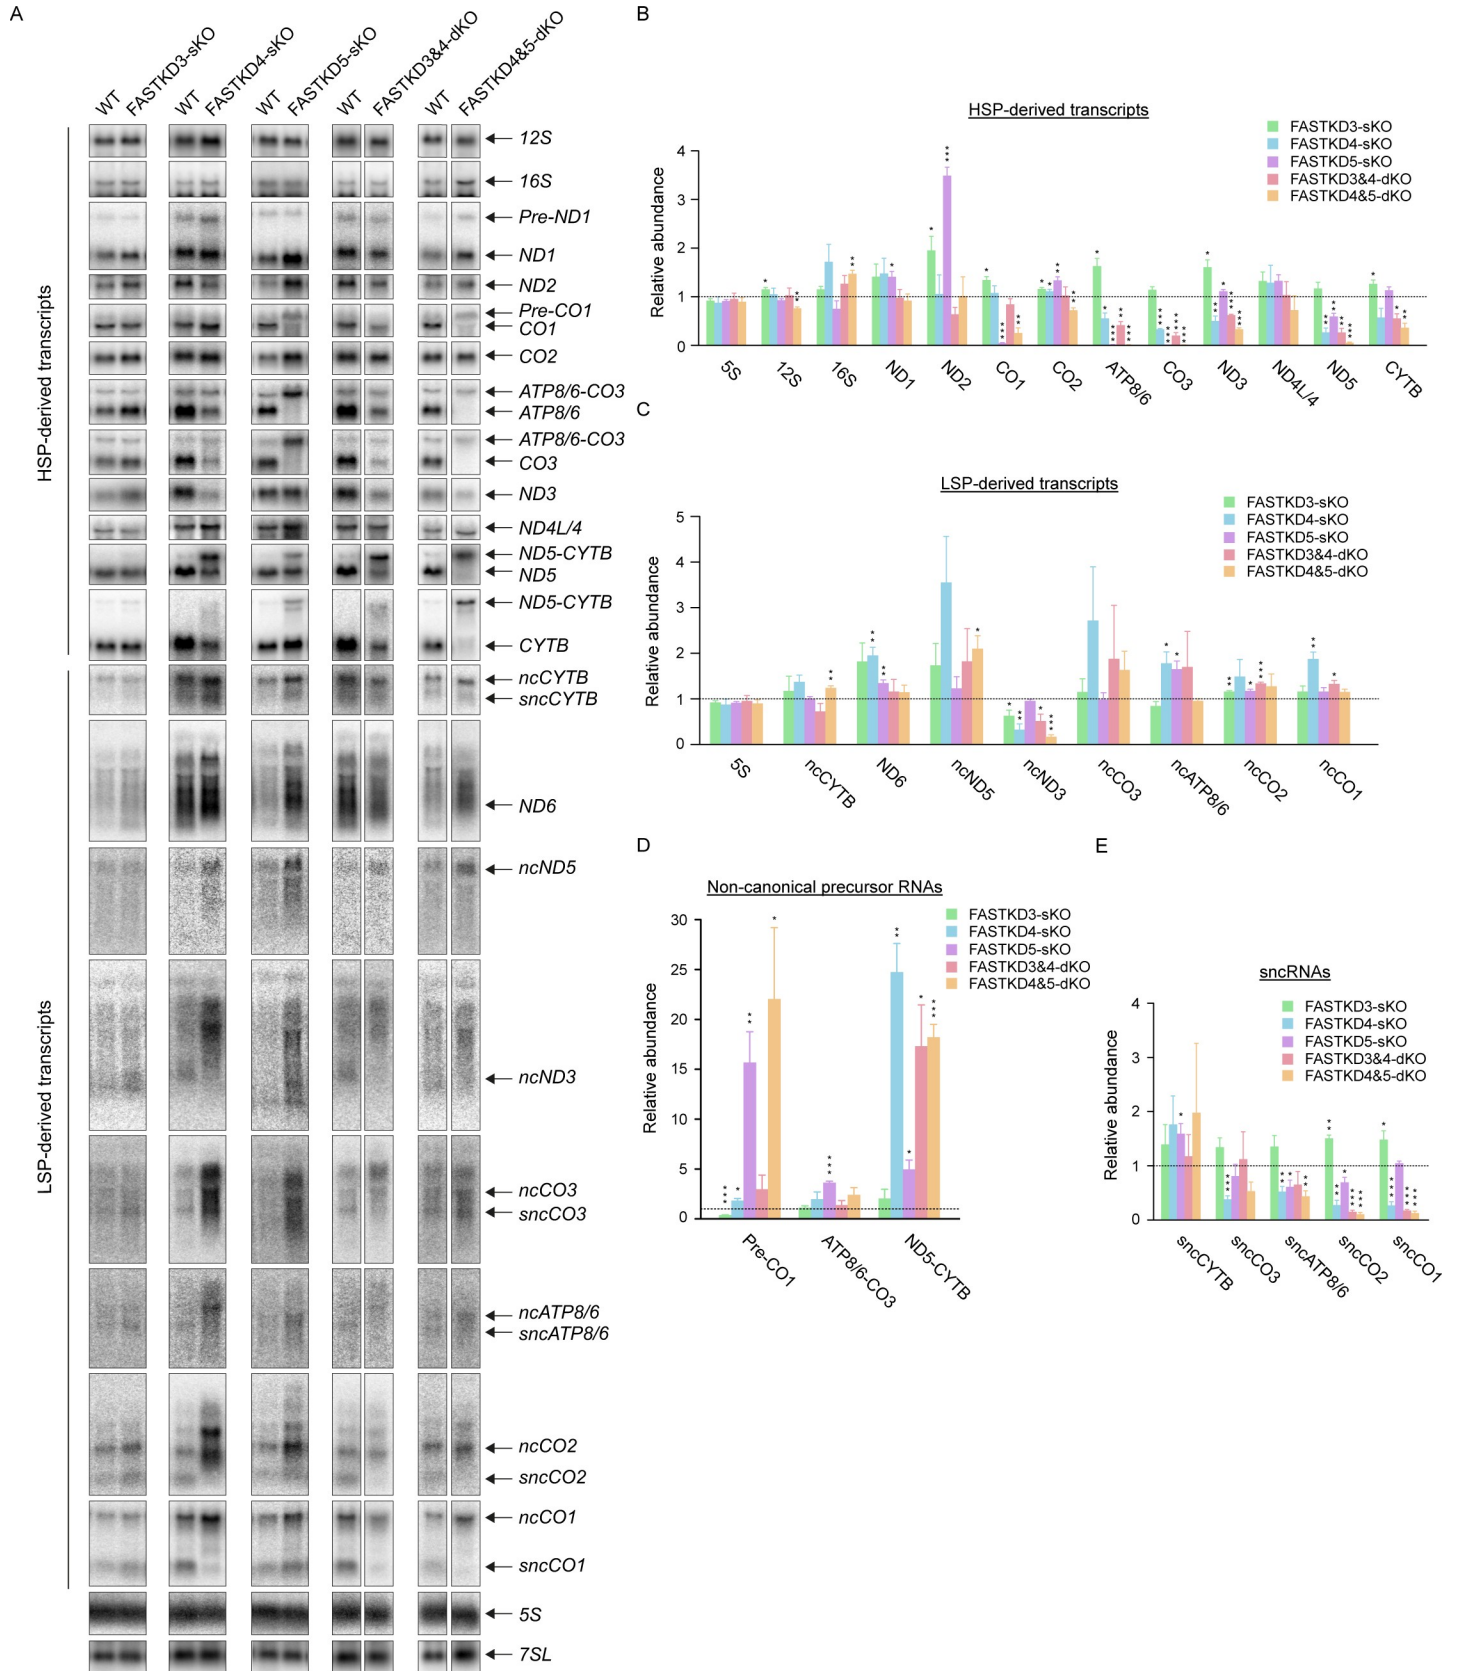 A
WT
FASTKD3-sKO
WT
FASTKD4-sKO
WT
FASTKD5-sKO
WT
FASTKD3&4-dKO
WT
FASTKD4&5-dKO
HSP-derived transcripts
12S
16S
Pre-ND1
ND1
ND2
Pre-CO1
CO1
CO2
ATP8/6-CO3
ATP8/6
ATP8/6-CO3
CO3
ND3
ND4L/4
ND5-CYTB
ND5
ND5-CYTB
CYTB
LSP-derived transcripts
ncCYTB
sncCYTB
ND6
ncND5
ncND3
ncCO3
sncCO3
ncATP8/6
sncATP8/6
ncCO2
sncCO2
ncCO1
sncCO1
5S
7SL
B
HSP-derived transcripts
FASTKD3-sKO
FASTKD4-sKO
FASTKD5-sKO
FASTKD3&4-dKO
FASTKD4&5-dKO
Relative abundance
4
3
2
1
0
5S
12S
16S
ND1
ND2
CO1
CO2
ATP8/6
CO3
ND3
ND4L/4
ND5
CYTB
C
LSP-derived transcripts
FASTKD3-sKO
FASTKD4-sKO
FASTKD5-sKO
FASTKD3&4-dKO
FASTKD4&5-dKO
Relative abundance
5
4
3
2
1
0
5S
ncCYTB
ND6
ncND5
ncND3
ncCO3
ncATP8/6
ncCO2
ncCO1
D
Non-canonical precursor RNAs
FASTKD3-sKO
FASTKD4-sKO
FASTKD5-sKO
FASTKD3&4-dKO
FASTKD4&5-dKO
Relative abundance
30
25
20
15
10
5
0
Pre-CO1
ATP8/6-CO3
ND5-CYTB
E
sncRNAs
FASTKD3-sKO
FASTKD4-sKO
FASTKD5-sKO
FASTKD3&4-dKO
FASTKD4&5-dKO
Relative abundance
4
3
2
1
0
sncCYTB
sncCO3
sncATP8/6
sncCO2
sncCO1